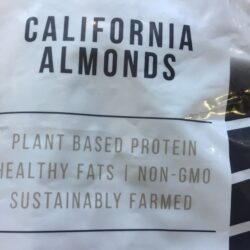 CALIFORNIA
ALMONDS
PLANT BASED PROTEIN
HEALTHY FATS | NON-GMO
SUSTAINABLY FARMED